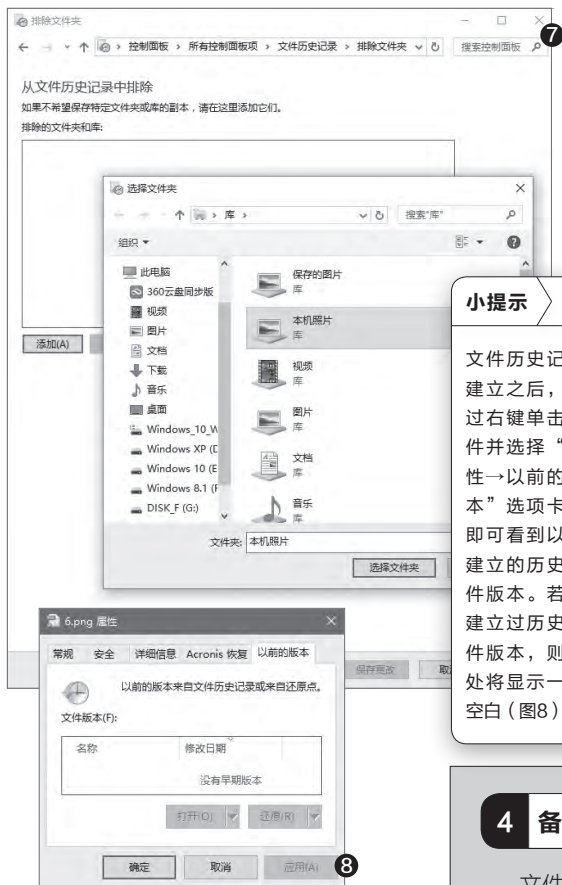 排除文件夹
控制面板 › 所有控制面板项 › 文件历史记录 › 排除文件夹
搜索控制面板
7
从文件历史记录中排除
如果不希望保存特定文件夹或库的副本，请在这里添加它们。
排除的文件夹和库:
添加(A)
选择文件夹
库 ›
搜索"库"
组织
此电脑
360云盘同步版
视频
图片
文档
下载
音乐
桌面
Windows_10_W
Windows XP (D
Windows 10 (E
Windows 8.1 (F
DISK_F (G:)
保存的图片
库
本机照片
库
视频
库
图片
库
文档
库
音乐
库
文件夹: 本机照片
选择文件夹
保存更改
取
6.png 属性
常规 安全 详细信息 Acronis 恢复 以前的版本
以前的版本来自文件历史记录或来自还原点。
文件版本(F):
名称 修改日期
没有早期版本
打开(O) 还原(R)
确定 取消 应用(A)
8
小提示
文件历史记
建立之后，
过右键单击
件并选择“
性→以前的
本”选项卡
即可看到以
建立的历史
件版本。若
建立过历史
件版本，则
处将显示一
空白（图8）
4 备
文件